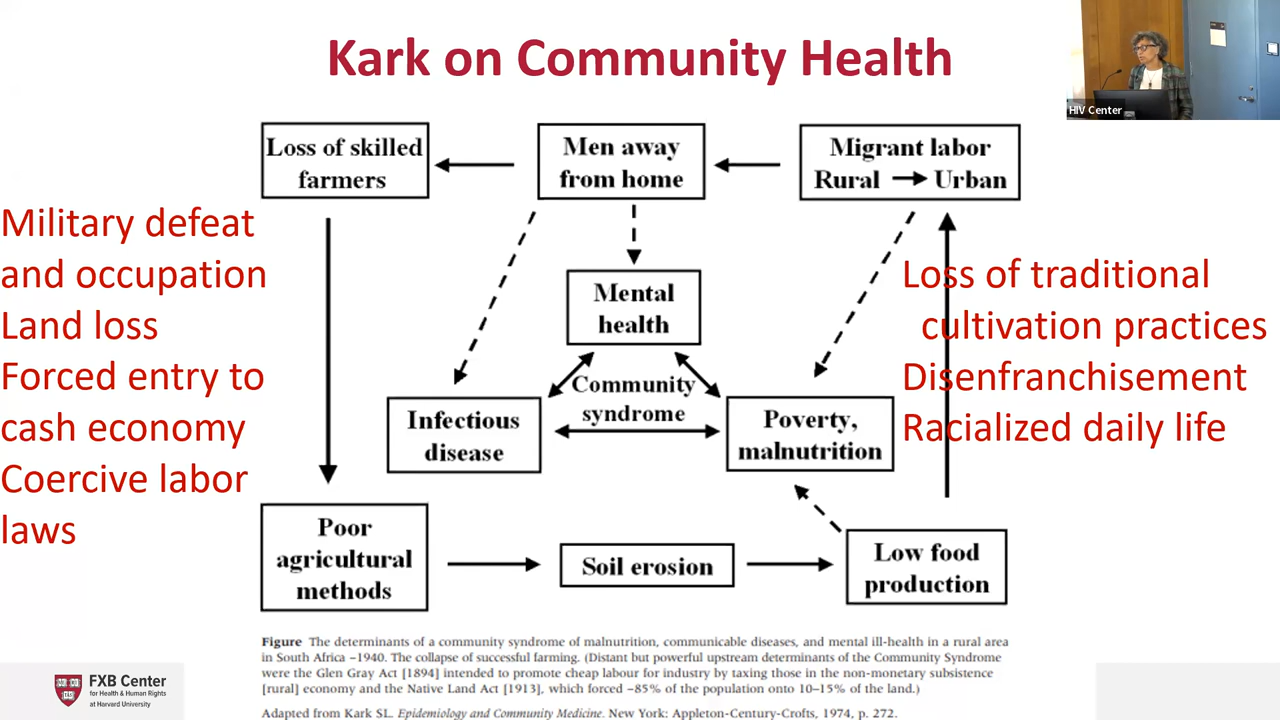 Kark on Community Health
HIV Center
Loss of skilled
farmers
Men away
from home
Migrant labor
Rural → Urban
Military defeat
and occupation
Land loss
Forced entry to
cash economy
Coercive labor
laws
Mental
health
Community
syndrome
Infectious
disease
Poverty,
malnutrition
Loss of traditional
cultivation practices
Disenfranchisement
Racialized daily life
Poor
agricultural
methods
Soil erosion
Low food
production
Figure The determinants of a community syndrome of malnutrition, communicable diseases, and mental ill-health in a rural area
in South Africa ~1940. The collapse of successful farming. (Distant but powerful upstream determinants of the Community Syndrome
were the Glen Gray Act [1894] intended to promote cheap labour for industry by taxing those in the non-monetary subsistence
[rural] economy and the Native Land Act [1913], which forced ~85% of the population onto 10–15% of the land.)
Adapted from Kark SL. Epidemiology and Community Medicine. New York: Appleton-Century-Crofts, 1974, p. 272.
FXB Center
for Health & Human Rights
at Harvard University